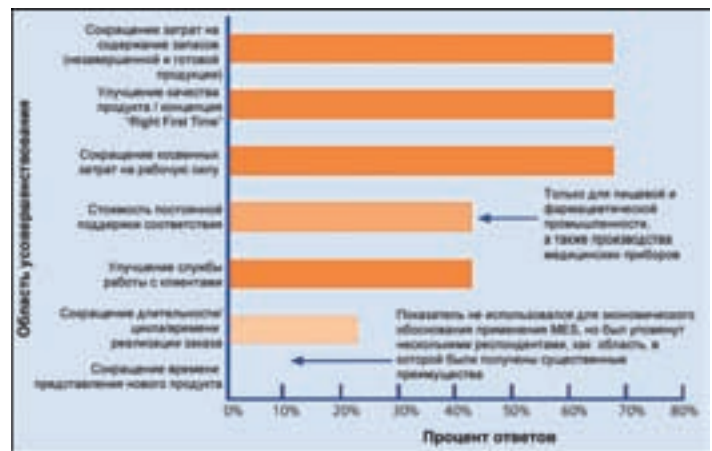 Область усовершенствования
Сокращение затрат на
содержание запасов
(незавершенной и готовой
продукции)
Улучшение качества
продукта / концепция
"Right First Time"
Сокращение косвенных
затрат на рабочую силу
Стоимость постоянной
поддержки соответствия
Улучшение службы
работы с клиентами
Сокращение длительности/
цикла/времени
реализации заказа
Сокращение времени
представления нового продукта
Только для пищевой и
фармацевтической
промышленности,
а также производства
медицинских приборов
Показатель не использовался для экономического
обоснования применения MES, но был упомянут
несколькими респондентами, как область, в
которой были получены существенные
преимущества
0% 10% 20% 30% 40% 50% 60% 70% 80%
Процент ответов